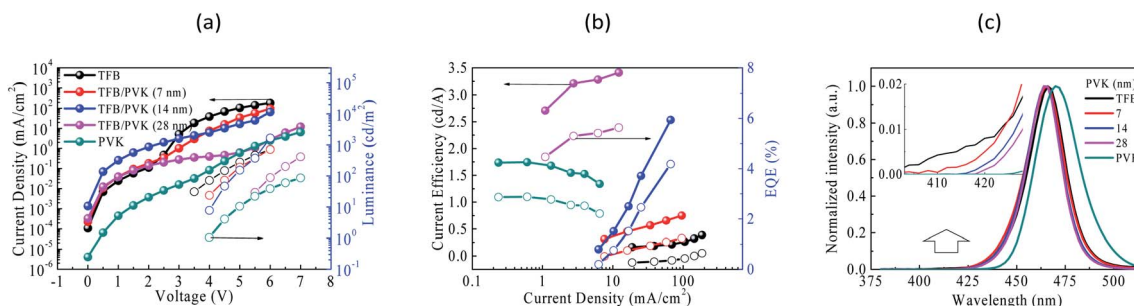 (a)
(b)
(c)
Current Density (mA/cm²)
10⁴
10³
10²
10¹
10⁰
10⁻¹
10⁻²
10⁻³
10⁻⁴
10⁻⁵
10⁻⁶
TFB
TFB/PVK (7 nm)
TFB/PVK (14 nm)
TFB/PVK (28 nm)
PVK
10⁵
10⁴
10³
10²
10¹
10⁰
10⁻¹
Luminance (cd/m²)
-1 0 1 2 3 4 5 6 7 8
Voltage (V)
Current Efficiency (cd/A)
3.5
3.0
2.5
2.0
1.5
1.0
0.5
0.0
8
6
4
2
0
EQE (%)
10⁰ 10¹ 10² 10³
Current Density (mA/cm²)
Normalized intensity (a.u.)
1.0
0.8
0.6
0.4
0.2
0.0
0.02
0.01
0.00
410 420
PVK (nm)
TFB
7
14
28
PVK
375 400 425 450 475 500
Wavelength (nm)